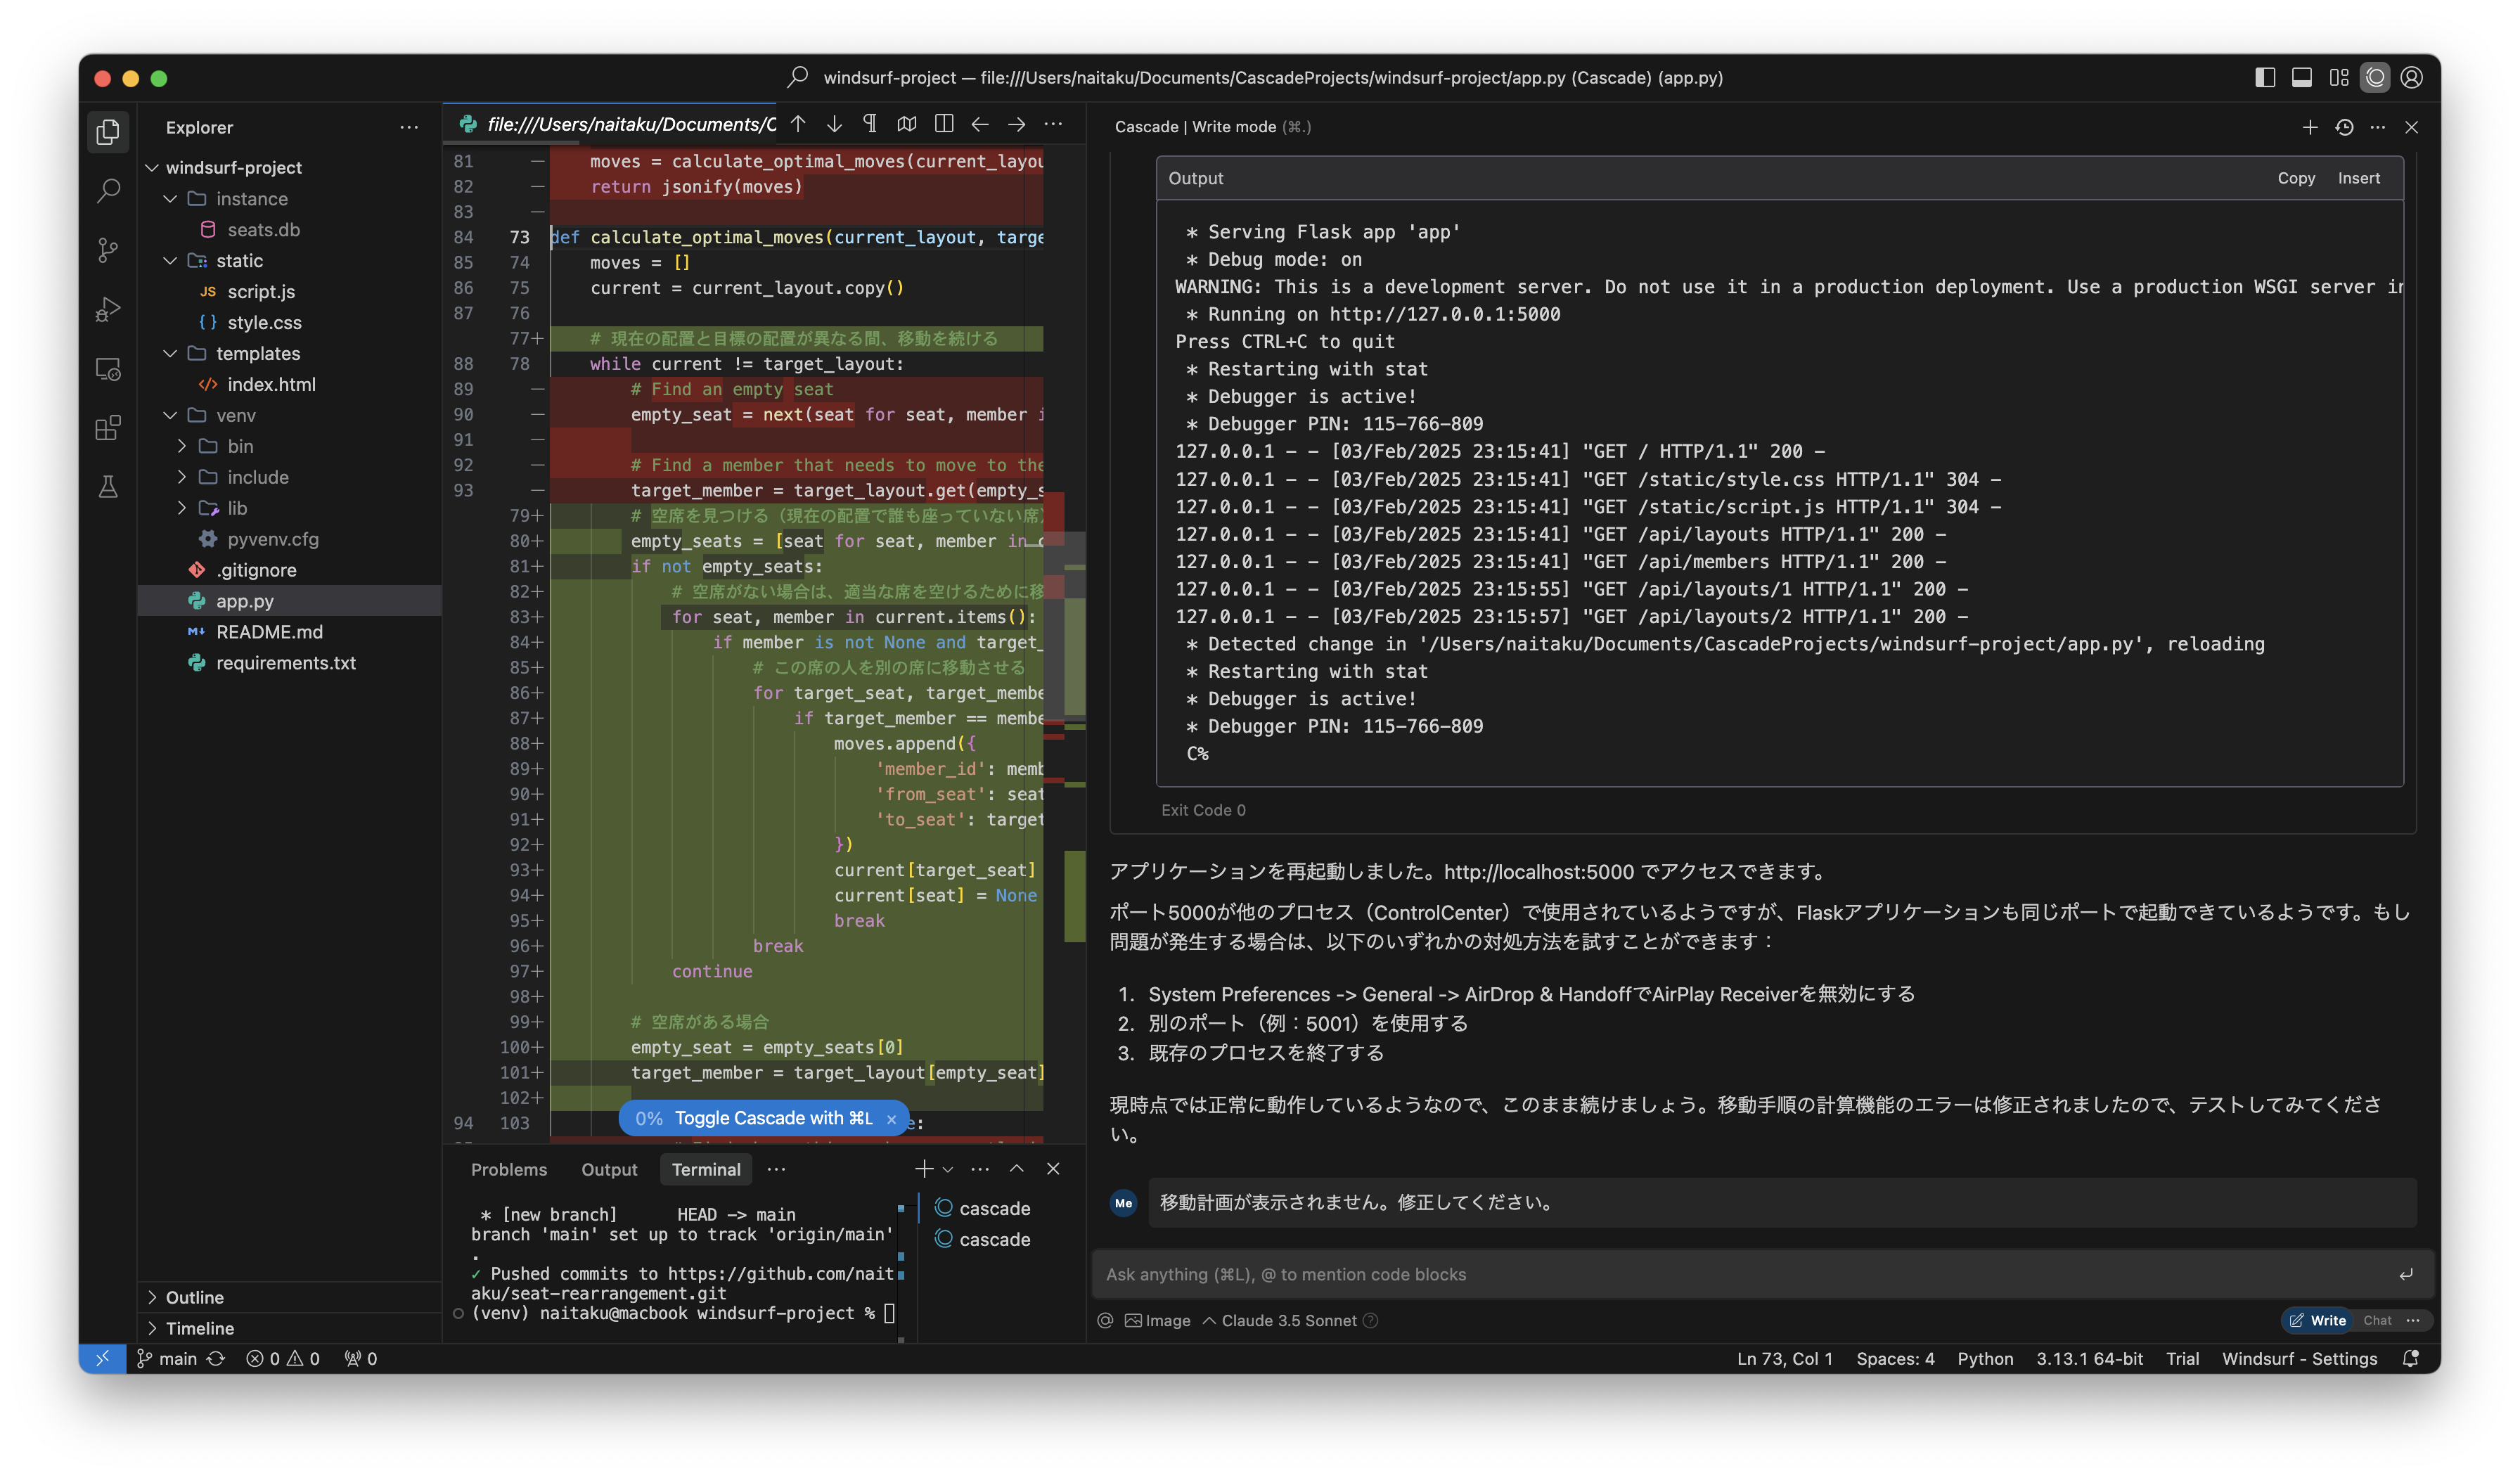 windsurf-project — file:///Users/naitaku/Documents/CascadeProjects/windsurf-project/app.py (Cascade) (app.py)
Explorer
windsurf-project
instance
seats.db
static
JS script.js
{ } style.css
templates
</> index.html
venv
bin
include
lib
pyvenv.cfg
.gitignore
app.py
M↓ README.md
requirements.txt
Outline
Timeline
file:///Users/naitaku/Documents/C
81 — moves = calculate_optimal_moves(current_layou
82 — return jsonify(moves)
83 —
84 73 def calculate_optimal_moves(current_layout, targe
85 74 moves = []
86 75 current = current_layout.copy()
87 76
77+ # 現在の配置と目標の配置が異なる間、移動を続ける
88 78 while current != target_layout:
89 — # Find an empty seat
90 — empty_seat = next(seat for seat, member i
91 —
92 — # Find a member that needs to move to the
93 — target_member = target_layout.get(empty_s
79+ # 空席を見つける（現在の配置で誰も座っていない席）
80+ empty_seats = [seat for seat, member in c
81+ if not empty_seats:
82+ # 空席がない場合は、適当な席を空けるために移
83+ for seat, member in current.items():
84+ if member is not None and target_
85+ # この席の人を別の席に移動させる
86+ for target_seat, target_membe
87+ if target_member == membe
88+ moves.append({
89+ 'member_id': memb
90+ 'from_seat': seat
91+ 'to_seat': target
92+ })
93+ current[target_seat]
94+ current[seat] = None
95+ break
96+ break
97+ continue
98+
99+ # 空席がある場合
100+ empty_seat = empty_seats[0]
101+ target_member = target_layout[empty_seat]
102+
94 103 e:
0% Toggle Cascade with ⌘L ×
Problems Output Terminal
* [new branch] HEAD -> main
branch 'main' set up to track 'origin/main'
.
✓ Pushed commits to https://github.com/nait
aku/seat-rearrangement.git
(venv) naitaku@macbook windsurf-project %
cascade
cascade
Cascade | Write mode (⌘.)
Output Copy Insert
* Serving Flask app 'app'
* Debug mode: on
WARNING: This is a development server. Do not use it in a production deployment. Use a production WSGI server in
* Running on http://127.0.0.1:5000
Press CTRL+C to quit
* Restarting with stat
* Debugger is active!
* Debugger PIN: 115-766-809
127.0.0.1 - - [03/Feb/2025 23:15:41] "GET / HTTP/1.1" 200 -
127.0.0.1 - - [03/Feb/2025 23:15:41] "GET /static/style.css HTTP/1.1" 304 -
127.0.0.1 - - [03/Feb/2025 23:15:41] "GET /static/script.js HTTP/1.1" 304 -
127.0.0.1 - - [03/Feb/2025 23:15:41] "GET /api/layouts HTTP/1.1" 200 -
127.0.0.1 - - [03/Feb/2025 23:15:41] "GET /api/members HTTP/1.1" 200 -
127.0.0.1 - - [03/Feb/2025 23:15:55] "GET /api/layouts/1 HTTP/1.1" 200 -
127.0.0.1 - - [03/Feb/2025 23:15:57] "GET /api/layouts/2 HTTP/1.1" 200 -
* Detected change in '/Users/naitaku/Documents/CascadeProjects/windsurf-project/app.py', reloading
* Restarting with stat
* Debugger is active!
* Debugger PIN: 115-766-809
C%
Exit Code 0
アプリケーションを再起動しました。http://localhost:5000 でアクセスできます。
ポート5000が他のプロセス（ControlCenter）で使用されているようですが、Flaskアプリケーションも同じポートで起動できているようです。もし
問題が発生する場合は、以下のいずれかの対処方法を試すことができます：
1. System Preferences -> General -> AirDrop & HandoffでAirPlay Receiverを無効にする
2. 別のポート（例：5001）を使用する
3. 既存のプロセスを終了する
現時点では正常に動作しているようなので、このまま続けましょう。移動手順の計算機能のエラーは修正されましたので、テストしてみてくださ
い。
Me 移動計画が表示されません。修正してください。
Ask anything (⌘L), @ to mention code blocks
@ Image Claude 3.5 Sonnet
Write Chat
main 0 0 0
Ln 73, Col 1 Spaces: 4 Python 3.13.1 64-bit Trial Windsurf - Settings